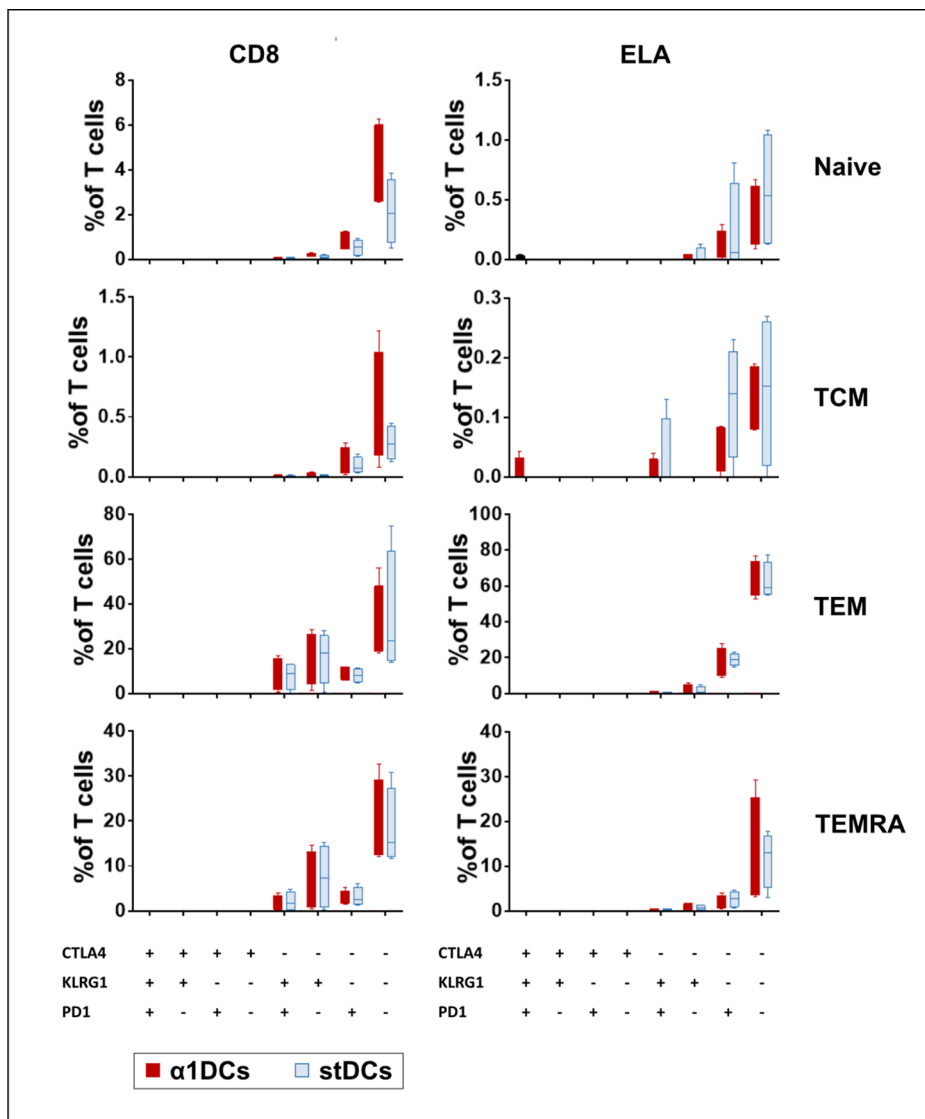 CD8 ELA
8 1.5
6 1.0
4
2 0.5
0 0.0
%of T cells %of T cells Naive
1.5 0.3
1.0 0.2
0.5 0.1
0.0 0.0
%of T cells %of T cells TCM
80 100
60 80
40 60
20 40
0 20
0
%of T cells %of T cells TEM
40 40
30 30
20 20
10 10
0 0
%of T cells %of T cells TEMRA
CTLA4 + + + + - - - - CTLA4 + + + + - - - -
KLRG1 + + - - + + - - KLRG1 + + - - + + - -
PD1 + - + - + - + - PD1 + - + - + - + -
α1DCs stDCs